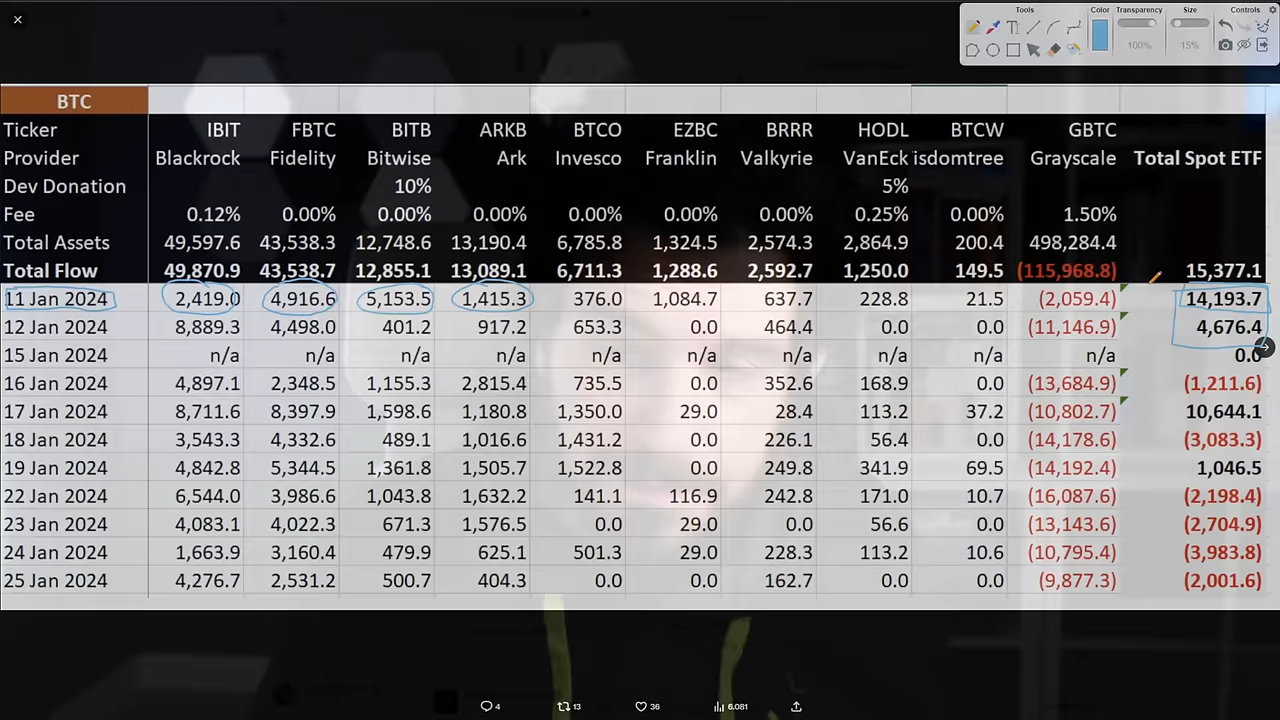 Tools Color Transparency Size Controls
100% 15%
BTC
Ticker IBIT FBTC BITB ARKB BTCO EZBC BRRR HODL BTCW GBTC
Provider Blackrock Fidelity Bitwise Ark Invesco Franklin Valkyrie VanEck isdomtree Grayscale Total Spot ETF
Dev Donation 10% 5%
Fee 0.12% 0.00% 0.00% 0.00% 0.00% 0.00% 0.00% 0.25% 0.00% 1.50%
Total Assets 49,597.6 43,538.3 12,748.6 13,190.4 6,785.8 1,324.5 2,574.3 2,864.9 200.4 498,284.4
Total Flow 49,870.9 43,538.7 12,855.1 13,089.1 6,711.3 1,288.6 2,592.7 1,250.0 149.5 (115,968.8) 15,377.1
11 Jan 2024 2,419.0 4,916.6 5,153.5 1,415.3 376.0 1,084.7 637.7 228.8 21.5 (2,059.4) 14,193.7
12 Jan 2024 8,889.3 4,498.0 401.2 917.2 653.3 0.0 464.4 0.0 0.0 (11,146.9) 4,676.4
15 Jan 2024 n/a n/a n/a n/a n/a n/a n/a n/a n/a n/a 0.0
16 Jan 2024 4,897.1 2,348.5 1,155.3 2,815.4 735.5 0.0 352.6 168.9 0.0 (13,684.9) (1,211.6)
17 Jan 2024 8,711.6 8,397.9 1,598.6 1,180.8 1,350.0 29.0 28.4 113.2 37.2 (10,802.7) 10,644.1
18 Jan 2024 3,543.3 4,332.6 489.1 1,016.6 1,431.2 0.0 226.1 56.4 0.0 (14,178.6) (3,083.3)
19 Jan 2024 4,842.8 5,344.5 1,361.8 1,505.7 1,522.8 0.0 249.8 341.9 69.5 (14,192.4) 1,046.5
22 Jan 2024 6,544.0 3,986.6 1,043.8 1,632.2 141.1 116.9 242.8 171.0 10.7 (16,087.6) (2,198.4)
23 Jan 2024 4,083.1 4,022.3 671.3 1,576.5 0.0 29.0 0.0 56.6 0.0 (13,143.6) (2,704.9)
24 Jan 2024 1,663.9 3,160.4 479.9 625.1 501.3 29.0 228.3 113.2 10.6 (10,795.4) (3,983.8)
25 Jan 2024 4,276.7 2,531.2 500.7 404.3 0.0 0.0 162.7 0.0 0.0 (9,877.3) (2,001.6)
4 13 36 6.081